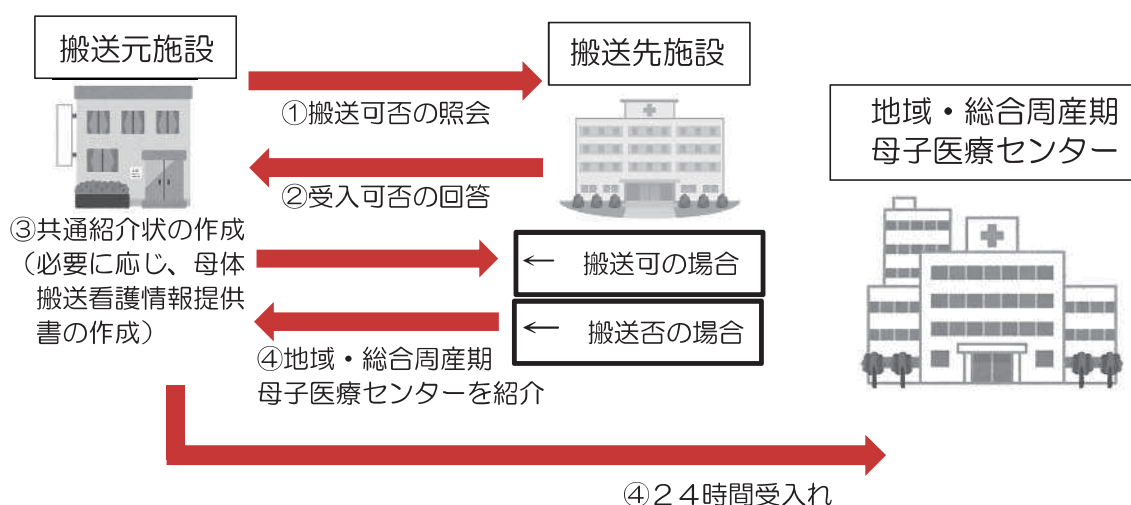 搬送元施設
搬送先施設
地域・総合周産期
母子医療センター
①搬送可否の照会
②受入可否の回答
③共通紹介状の作成
（必要に応じ、母体
搬送看護情報提供
書の作成）
← 搬送可の場合
← 搬送否の場合
④地域・総合周産期
母子医療センターを紹介
④２４時間受入れ